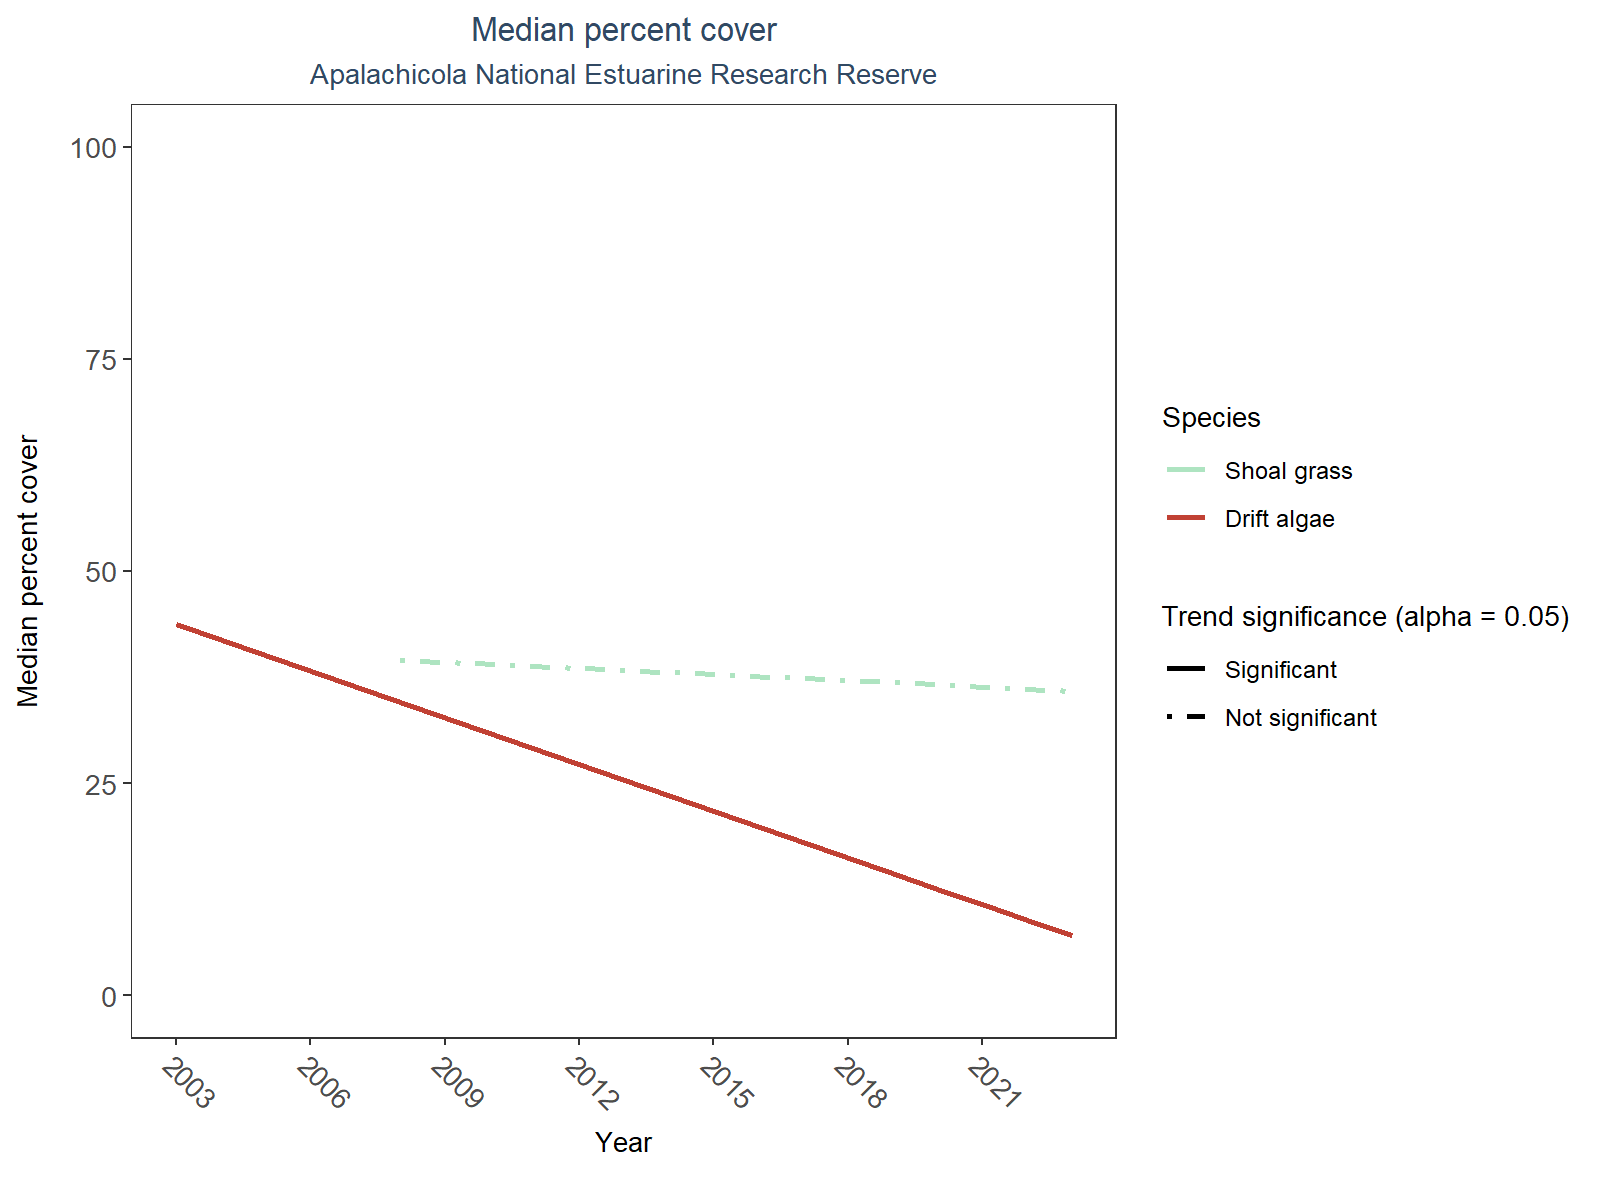 Median percent cover
Apalachicola National Estuarine Research Reserve
Median percent cover
100
75
50
25
0
2003
2006
2009
2012
2015
2018
2021
Year
Species
Shoal grass
Drift algae
Trend significance (alpha = 0.05)
Significant
Not significant